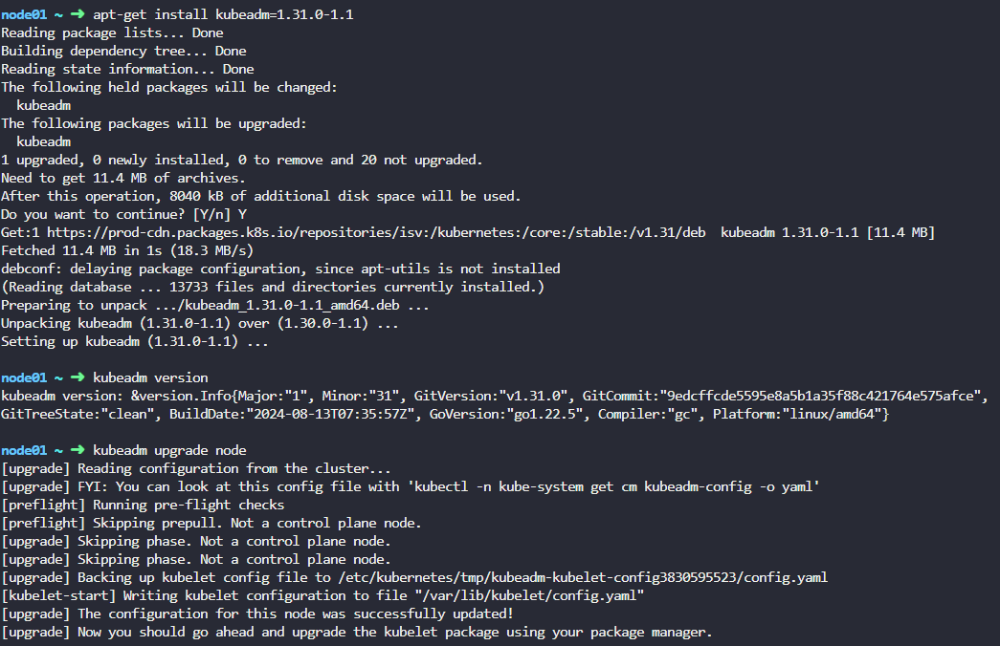 node01 ~ ➜ apt-get install kubeadm=1.31.0-1.1
Reading package lists... Done
Building dependency tree... Done
Reading state information... Done
The following held packages will be changed:
  kubeadm
The following packages will be upgraded:
  kubeadm
1 upgraded, 0 newly installed, 0 to remove and 20 not upgraded.
Need to get 11.4 MB of archives.
After this operation, 8040 kB of additional disk space will be used.
Do you want to continue? [Y/n] Y
Get:1 https://prod-cdn.packages.k8s.io/repositories/isv:/kubernetes:/core:/stable:/v1.31/deb  kubeadm 1.31.0-1.1 [11.4 MB]
Fetched 11.4 MB in 1s (18.3 MB/s)
debconf: delaying package configuration, since apt-utils is not installed
(Reading database ... 13733 files and directories currently installed.)
Preparing to unpack .../kubeadm_1.31.0-1.1_amd64.deb ...
Unpacking kubeadm (1.31.0-1.1) over (1.30.0-1.1) ...
Setting up kubeadm (1.31.0-1.1) ...
node01 ~ ➜ kubeadm version
kubeadm version: &version.Info{Major:"1", Minor:"31", GitVersion:"v1.31.0", GitCommit:"9edcffcde5595e8a5b1a35f88c421764e575afce",
GitTreeState:"clean", BuildDate:"2024-08-13T07:35:57Z", GoVersion:"go1.22.5", Compiler:"gc", Platform:"linux/amd64"}
node01 ~ ➜ kubeadm upgrade node
[upgrade] Reading configuration from the cluster...
[upgrade] FYI: You can look at this config file with 'kubectl -n kube-system get cm kubeadm-config -o yaml'
[preflight] Running pre-flight checks
[preflight] Skipping prepull. Not a control plane node.
[upgrade] Skipping phase. Not a control plane node.
[upgrade] Skipping phase. Not a control plane node.
[upgrade] Backing up kubelet config file to /etc/kubernetes/tmp/kubeadm-kubelet-config3830595523/config.yaml
[kubelet-start] Writing kubelet configuration to file "/var/lib/kubelet/config.yaml"
[upgrade] The configuration for this node was successfully updated!
[upgrade] Now you should go ahead and upgrade the kubelet package using your package manager.